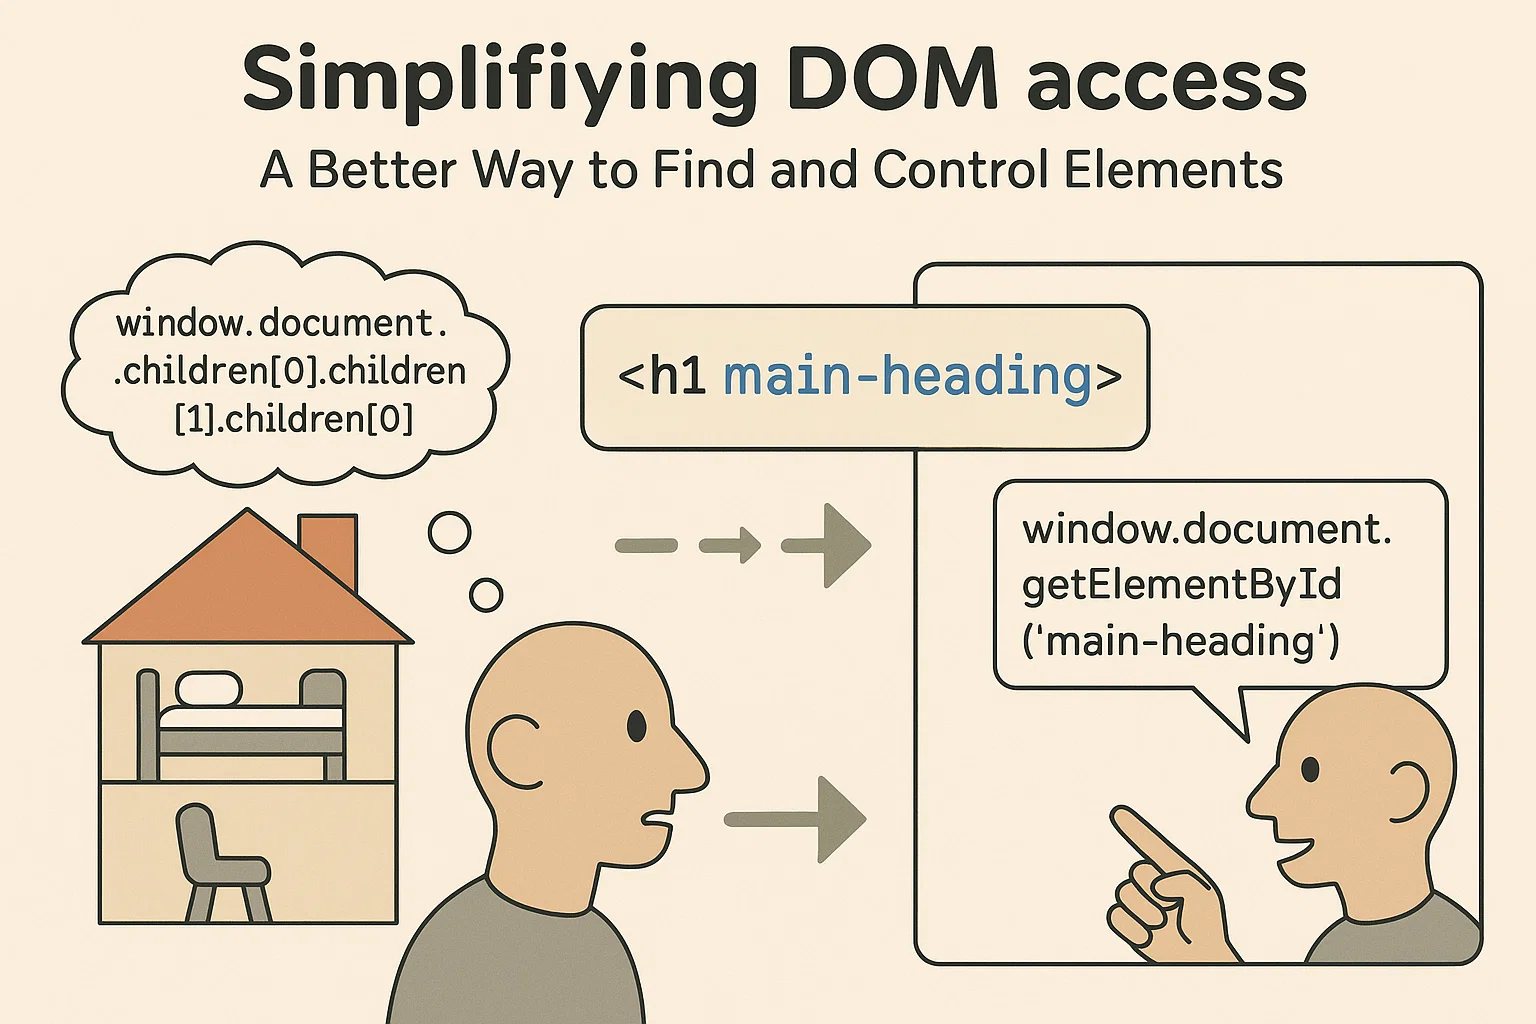 Simplifiying DOM access
A Better Way to Find and Control Elements
window.document.
.children[0].children
[1].children[0]
<h1 main-heading>
window.document.
getElementById
('main-heading')